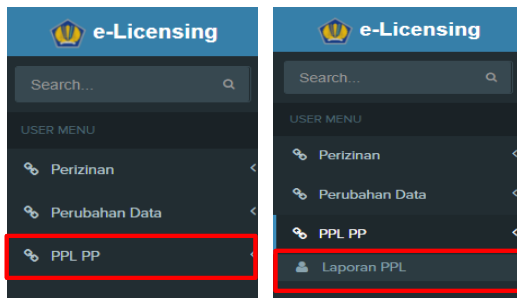 e-Licensing
Search...
USER MENU
Perizinan
Perubahan Data
PPL PP
e-Licensing
Search...
USER MENU
Perizinan
Perubahan Data
PPL PP
Laporan PPL